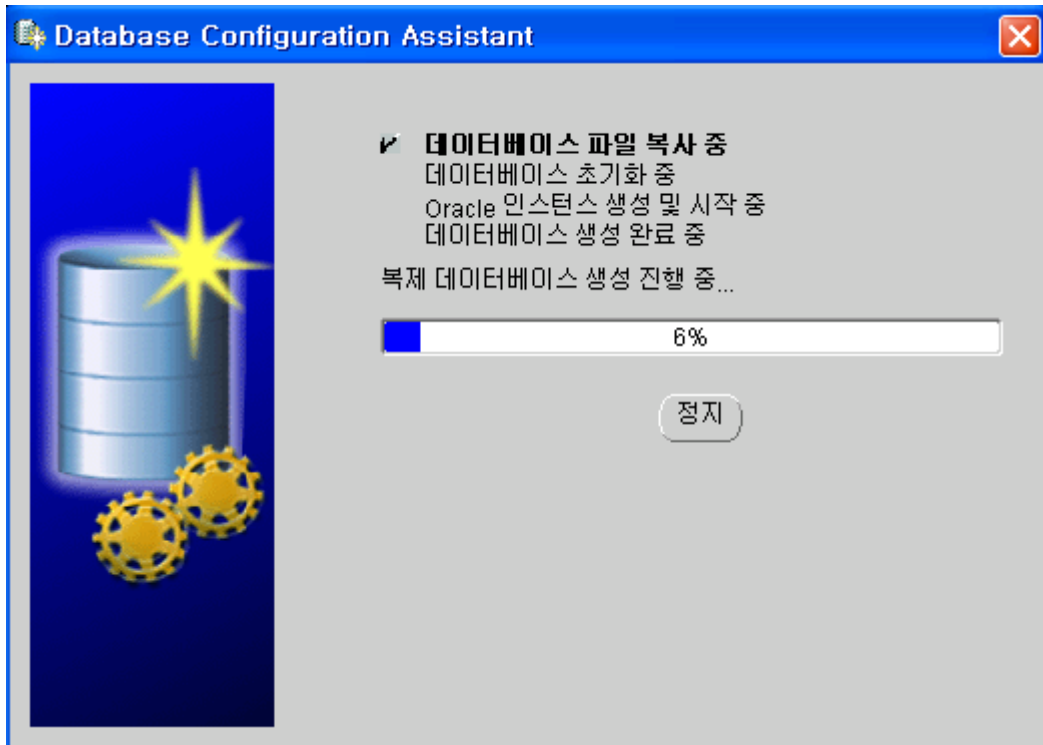 Database Configuration Assistant
데이터베이스 파일 복사 중
데이터베이스 초기화 중
Oracle 인스턴스 생성 및 시작 중
데이터베이스 생성 완료 중
복제 데이터베이스 생성 진행 중...
6%
정지